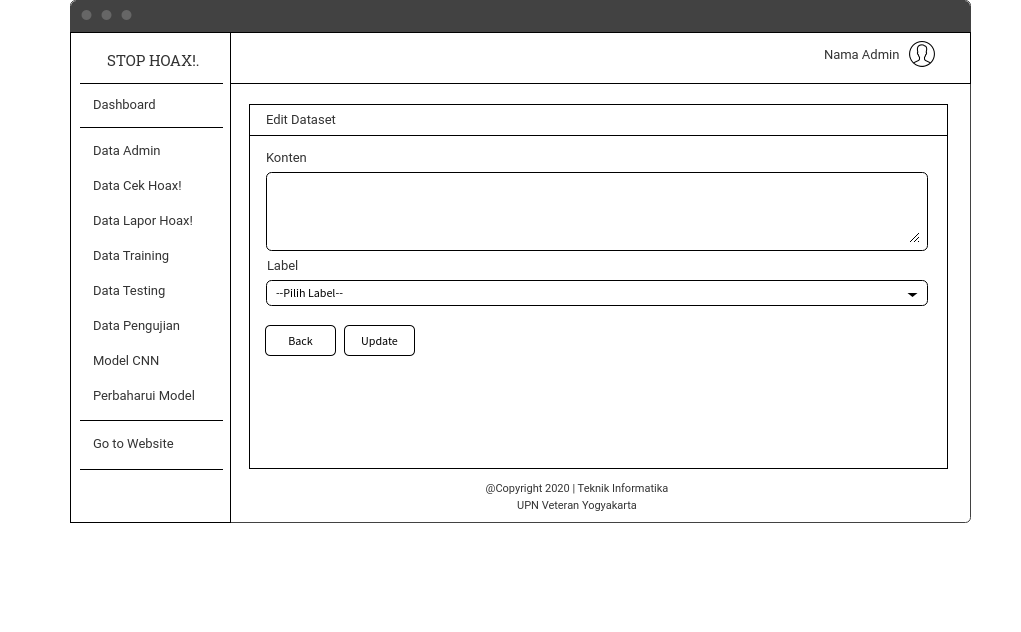 STOP HOAX!.
Nama Admin
Dashboard
Data Admin
Data Cek Hoax!
Data Lapor Hoax!
Data Training
Data Testing
Data Pengujian
Model CNN
Perbaharui Model
Go to Website
Edit Dataset
Konten
Label
--Pilih Label--
Back
Update
@Copyright 2020 | Teknik Informatika
UPN Veteran Yogyakarta